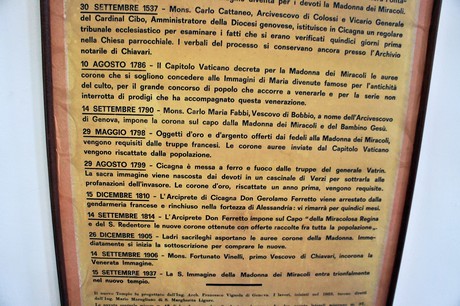 30 SETTEMBRE 1537 - Mons. Carlo Cattaneo, Arcivescovo di Colossi e Vicario Generale
del Cardinal Cibo, Amministratore della Diocesi genovese, istituisce in Cicagna un regolare
tribunale ecclesiastico per esaminare i fatti che si erano verificati quindici giorni prima
nella Chiesa parrocchiale. I verbali del processo si conservano ancora presso l'Archivio
notarile di Chiavari.
10 AGOSTO 1786 - Il Capitolo Vaticano decreta per la Madonna dei Miracoli le auree
corone che si sogliono concedere alle Immagini di Maria divenute famose per l'antichità
del culto, per il grande concorso di popolo che accorre a venerarle e per la serie non
interrotta di prodigi che ha accompagnato questa venerazione.
14 SETTEMBRE 1790 - Mons. Carlo Maria Fabbi, Vescovo di Bobbio, a nome dell'Arcivescovo
di Genova, impone la corona sul capo dalla Madonna dei Miracoli e del Bambino Gesù.
29 MAGGIO 1798 - Oggetti d'oro e d'argento offerti dai fedeli alla Madonna dei Miracoli,
vengono requisiti dalle truppe francesi. Le corone auree inviate dal Capitolo Vaticano
vengono riscattate dalla popolazione.
29 AGOSTO 1799 - Cicagna è messa a ferro e fuoco dalle truppe del generale Vatrin.
La sacra immagine viene nascosta dai devoti in un cascinale di Verzi per sottrarla alle
profanazioni dell'invasore. Le corone d'oro, riscattate un anno prima, vengono requisite.
15 DICEMBRE 1810 - L'Arciprete di Cicagna Don Gerolamo Ferretto viene arrestato dalla
gendarmeria francese e rinchiuso nella fortezza di Alessandria: vi rimarrà per quindici mesi.
14 SETTEMBRE 1814 - L'Arciprete Don Ferretto impone sul Capo "della Miracolosa Regina
e del S. Redentore le nuove corone ottenute con offerte raccolte fra tutta la popolazione„.
26 DICEMBRE 1905 - Ladri sacrileghi asportano le auree corone della Madonna. Immedia-
tamente si inizia la sottoscrizione per comprare le nuove.
14 SETTEMBRE 1906 - Mons. Fortunato Vinelli, primo Vescovo di Chiavari, incorona la
Venerata Immagine.
15 SETTEMBRE 1937 - La S. Immagine della Madonna dei Miracoli entra trionfalmente
nel nuovo tempio.